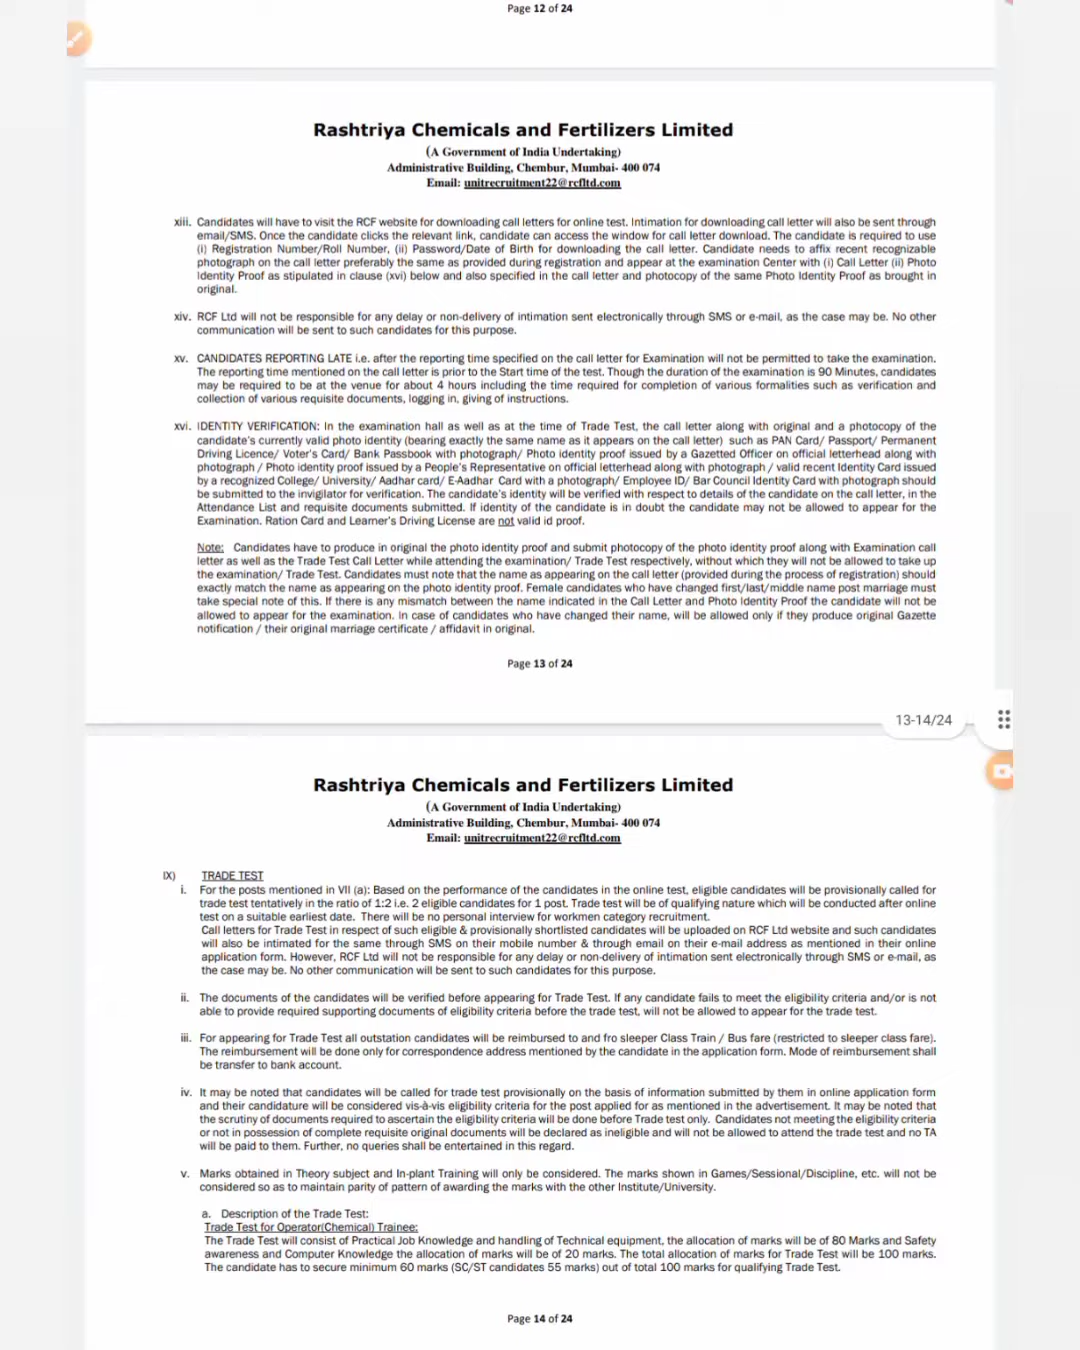 Page 12 of 24
Rashtriya Chemicals and Fertilizers Limited
(A Government of India Undertaking)
Administrative Building, Chembur, Mumbai- 400 074
Email: unitrecruitment22@rcfltd.com
xiii. Candidates will have to visit the RCF website for downloading call letters for online test. Intimation for downloading call letter will also be sent through
email/SMS. Once the candidate clicks the relevant link, candidate can access the window for call letter download. The candidate is required to use
(i) Registration Number/Roll Number, (ii) Password/Date of Birth for downloading the call letter. Candidate needs to affix recent recognizable
photograph on the call letter preferably the same as provided during registration and appear at the examination Center with (i) Call Letter (ii) Photo
Identity Proof as stipulated in clause (xvi) below and also specified in the call letter and photocopy of the same Photo Identity Proof as brought in
original.
xiv. RCF Ltd will not be responsible for any delay or non-delivery of intimation sent electronically through SMS or e-mail, as the case may be. No other
communication will be sent to such candidates for this purpose.
xv. CANDIDATES REPORTING LATE i.e. after the reporting time specified on the call letter for Examination will not be permitted to take the examination.
The reporting time mentioned on the call letter is prior to the Start time of the test. Though the duration of the examination is 90 Minutes, candidates
may be required to be at the venue for about 4 hours including the time required for completion of various formalities such as verification and
collection of various requisite documents, logging in, giving of instructions.
xvi. IDENTITY VERIFICATION: In the examination hall as well as at the time of Trade Test, the call letter along with original and a photocopy of the
candidate's currently valid photo identity (bearing exactly the same name as it appears on the call letter) such as PAN Card/ Passport/ Permanent
Driving Licence/ Voter's Card/ Bank Passbook with photograph/ Photo identity proof issued by a Gazetted Officer on official letterhead along with
photograph / Photo identity proof issued by a People's Representative on official letterhead along with photograph / valid recent Identity Card issued
by a recognized College/ University/ Aadhar card/ E-Aadhar Card with a photograph/ Employee ID/ Bar Council Identity Card with photograph should
be submitted to the invigilator for verification. The candidate's identity will be verified with respect to details of the candidate on the call letter, in the
Attendance List and requisite documents submitted. If identity of the candidate is in doubt the candidate may not be allowed to appear for the
Examination. Ration Card and Learner's Driving License are not valid id proof.
Note: Candidates have to produce in original the photo identity proof and submit photocopy of the photo identity proof along with Examination call
letter as well as the Trade Test Call Letter while attending the examination/ Trade Test respectively, without which they will not be allowed to take up
the examination/ Trade Test. Candidates must note that the name as appearing on the call letter (provided during the process of registration) should
exactly match the name as appearing on the photo identity proof. Female candidates who have changed first/last/middle name post marriage must
take special note of this. If there is any mismatch between the name indicated in the Call Letter and Photo Identity Proof the candidate will not be
allowed to appear for the examination. In case of candidates who have changed their name, will be allowed only if they produce original Gazette
notification / their original marriage certificate / affidavit in original.
Page 13 of 24
13-14/24
Rashtriya Chemicals and Fertilizers Limited
(A Government of India Undertaking)
Administrative Building, Chembur, Mumbai- 400 074
Email: unitrecruitment22@rcfltd.com
IX) TRADE TEST
i. For the posts mentioned in VII (a): Based on the performance of the candidates in the online test, eligible candidates will be provisionally called for
trade test tentatively in the ratio of 1:2 i.e. 2 eligible candidates for 1 post. Trade test will be of qualifying nature which will be conducted after online
test on a suitable earliest date. There will be no personal interview for workmen category recruitment.
Call letters for Trade Test in respect of such eligible & provisionally shortlisted candidates will be uploaded on RCF Ltd website and such candidates
will also be intimated for the same through SMS on their mobile number & through email on their e-mail address as mentioned in their online
application form. However, RCF Ltd will not be responsible for any delay or non-delivery of intimation sent electronically through SMS or e-mail, as
the case may be. No other communication will be sent to such candidates for this purpose.
ii. The documents of the candidates will be verified before appearing for Trade Test. If any candidate fails to meet the eligibility criteria and/or is not
able to provide required supporting documents of eligibility criteria before the trade test, will not be allowed to appear for the trade test.
iii. For appearing for Trade Test all outstation candidates will be reimbursed to and fro sleeper Class Train / Bus fare (restricted to sleeper class fare).
The reimbursement will be done only for correspondence address mentioned by the candidate in the application form. Mode of reimbursement shall
be transfer to bank account.
iv. It may be noted that candidates will be called for trade test provisionally on the basis of information submitted by them in online application form
and their candidature will be considered vis-à-vis eligibility criteria for the post applied for as mentioned in the advertisement. It may be noted that
the scrutiny of documents required to ascertain the eligibility criteria will be done before Trade test only. Candidates not meeting the eligibility criteria
or not in possession of complete requisite original documents will be declared as ineligible and will not be allowed to attend the trade test and no TA
will be paid to them. Further, no queries shall be entertained in this regard.
v. Marks obtained in Theory subject and In-plant Training will only be considered. The marks shown in Games/Sessional/Discipline, etc. will not be
considered so as to maintain parity of pattern of awarding the marks with the other Institute/University.
a. Description of the Trade Test:
Trade Test for Operator(Chemical) Trainee:
The Trade Test will consist of Practical Job Knowledge and handling of Technical equipment, the allocation of marks will be of 80 Marks and Safety
awareness and Computer Knowledge the allocation of marks will be of 20 marks. The total allocation of marks for Trade Test will be 100 marks.
The candidate has to secure minimum 60 marks (SC/ST candidates 55 marks) out of total 100 marks for qualifying Trade Test.
Page 14 of 24